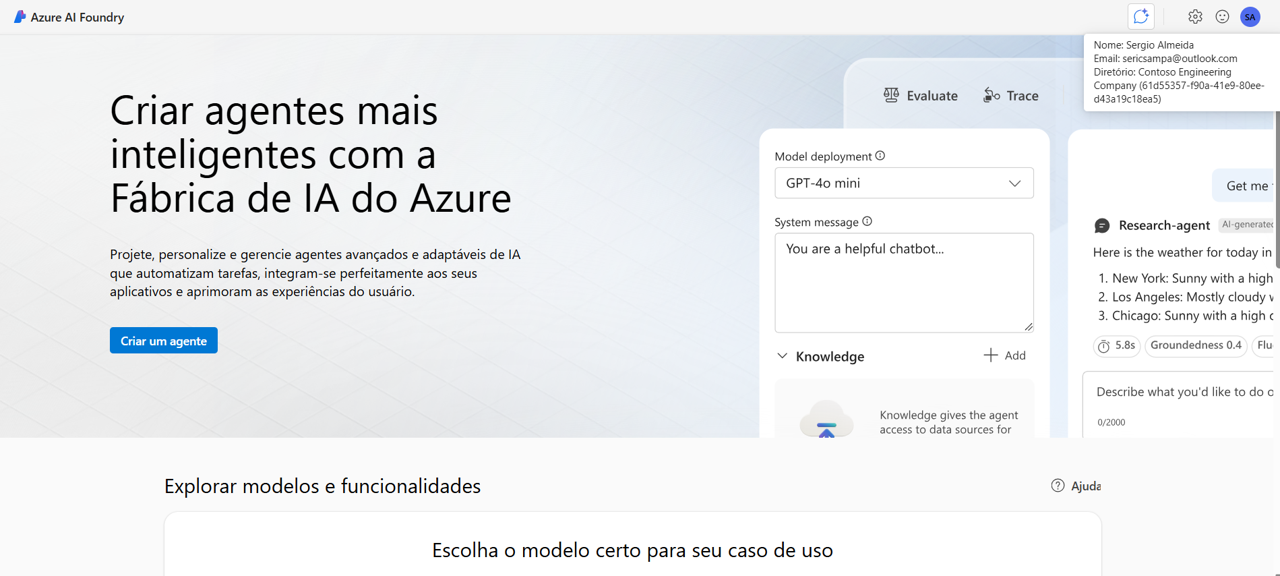 Azure AI Foundry
SA
Nome: Sergio Almeida
Email: sericsampa@outlook.com
Diretório: Contoso Engineering
Company (61d55357-f90a-41e9-80ee-
d43a19c18ea5)
Criar agentes mais
inteligentes com a
Fábrica de IA do Azure
Projete, personalize e gerencie agentes avançados e adaptáveis de IA
que automatizam tarefas, integram-se perfeitamente aos seus
aplicativos e aprimoram as experiências do usuário.
Criar um agente
Evaluate
Trace
Model deployment
GPT-4o mini
System message
You are a helpful chatbot...
Knowledge
Add
Knowledge gives the agent
access to data sources for
Get me
Research-agent
AI-generated
Here is the weather for today in
1. New York: Sunny with a high
2. Los Angeles: Mostly cloudy
3. Chicago: Sunny with a high
5.8s
Groundedness 0.4
Flu
Describe what you'd like to do
0/2000
Explorar modelos e funcionalidades
Ajuda
Escolha o modelo certo para seu caso de uso